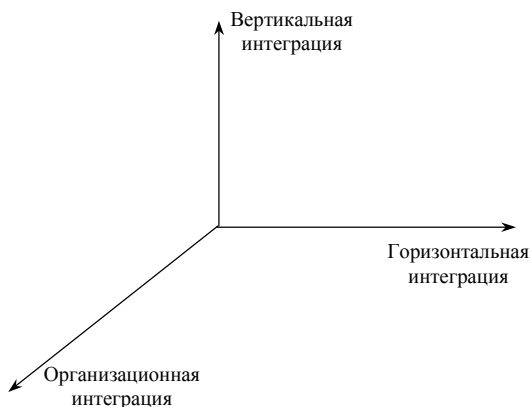 Вертикальная
интеграция
Горизонтальная
интеграция
Организационная
интеграция